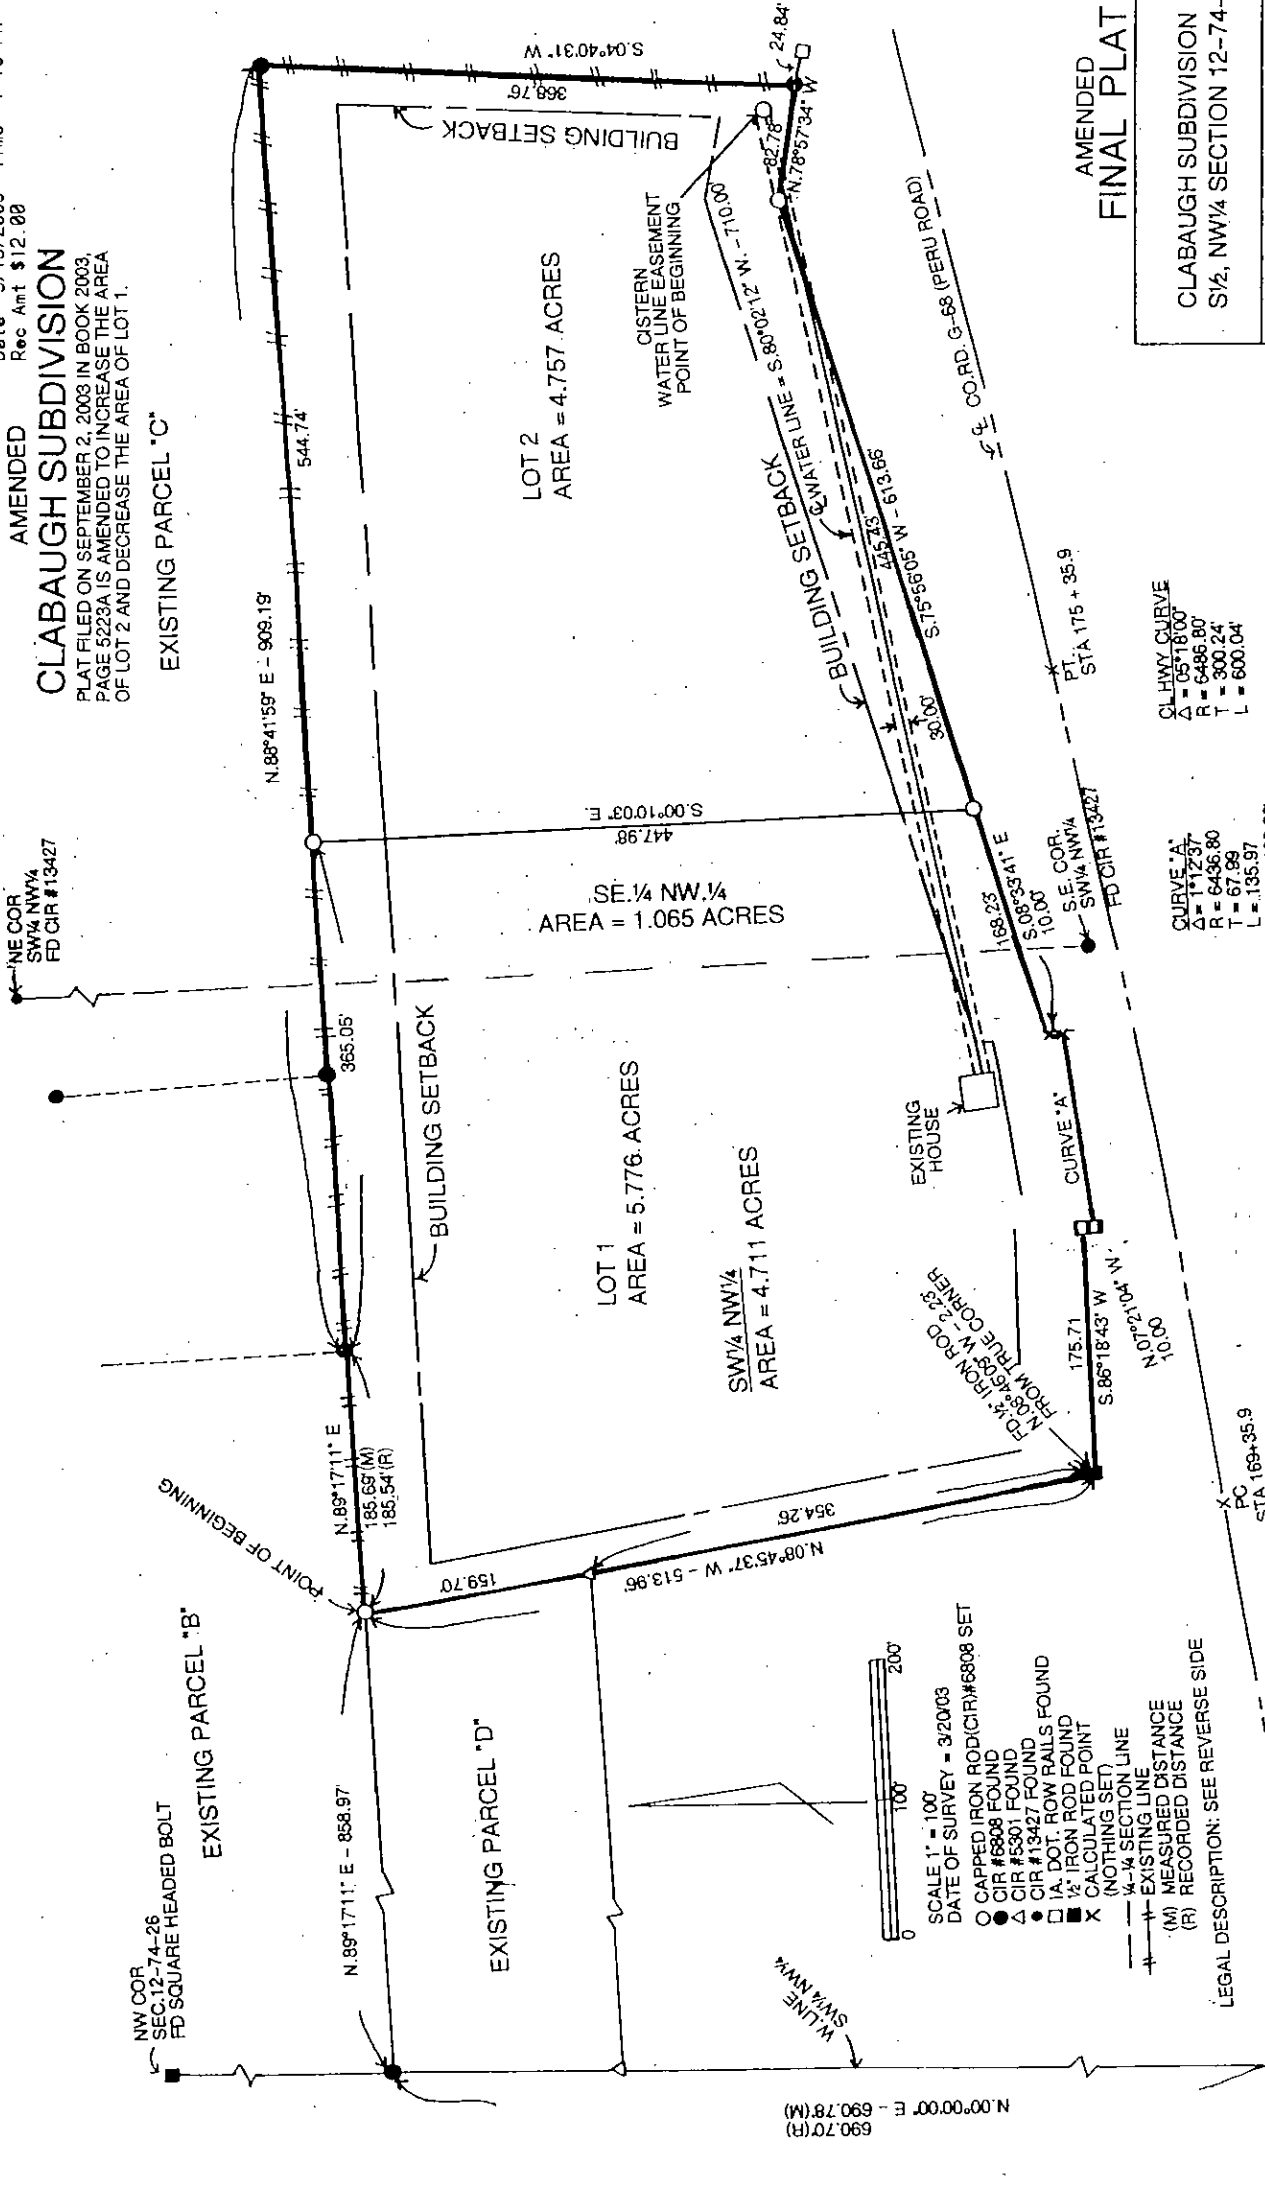 Rec Amt $12.00
AMENDED
CLABAUGH SUBDIVISION
PLAT FILED ON SEPTEMBER 2, 2003 IN BOOK 2003,
PAGE 5223A IS AMENDED TO INCREASE THE AREA
OF LOT 2 AND DECREASE THE AREA OF LOT 1.
EXISTING PARCEL "C"
NE COR
SW¼ NW¼
FD CIR #13427
NW COR
SEC.12-74-26
FD SQUARE HEADED BOLT
EXISTING PARCEL "B"
POINT OF BEGINNING
N.89°17'11" E - 858.97'
N.89°17'11" E
185.69'(M)
185.54'(R)
365.05'
N.88°41'59" E - 909.19'
544.74'
S.04°40'31" W
368.76'
BUILDING SETBACK
24.84'
82.78'
N.78°57'34" W
CISTERN
WATER LINE EASEMENT
POINT OF BEGINNING
LOT 2
AREA = 4.757 ACRES
BUILDING SETBACK
℄ WATER LINE = S.80°02'12" W. - 710.00'
445.43'
S.75°56'05" W - 613.66'
30.00'
S.00°10'03" E.
447.98'
SE.¼ NW.¼
AREA = 1.065 ACRES
BUILDING SETBACK
LOT 1
AREA = 5.776 ACRES
SW¼ NW¼
AREA = 4.711 ACRES
EXISTING
HOUSE
168.23'
S.08°33'41" E
10.00'
S.E. COR.
SW¼ NW¼
FD CIR #13427
CURVE "A"
FD ½" IRON ROD
N.08°46'09" W - 2.23'
FROM TRUE CORNER
175.71
S.86°18'43" W
N.07°21'04" W
10.00
159.70'
354.26'
N.08°45'37" W - 513.96'
EXISTING PARCEL "D"
W.LINE
SW¼ NW¼
690.70'(R)
N.00°00'00" E - 690.78'(M)
℄ CO.RD. G-68 (PERU ROAD)
PT.
STA 175 + 35.9
PC
STA 169+35.9
CL HWY CURVE
Δ = 05°18'00"
R = 6486.80'
T = 300.24'
L = 600.04'
CURVE "A"
Δ = 1°12'37"
R = 6436.80
T = 67.99
L = 135.97
0 100' 200'
SCALE 1" = 100'
DATE OF SURVEY = 3/20/03
○ CAPPED IRON ROD(CIR)#6808 SET
● CIR #6808 FOUND
△ CIR #5301 FOUND
● CIR #13427 FOUND
□ IA. DOT. ROW RAILS FOUND
■ ½" IRON ROD FOUND
X CALCULATED POINT
(NOTHING SET)
¼-¼ SECTION LINE
EXISTING LINE
(M) MEASURED DISTANCE
(R) RECORDED DISTANCE
LEGAL DESCRIPTION: SEE REVERSE SIDE
AMENDED
FINAL PLAT
CLABAUGH SUBDIVISION
S½, NW¼ SECTION 12-74-